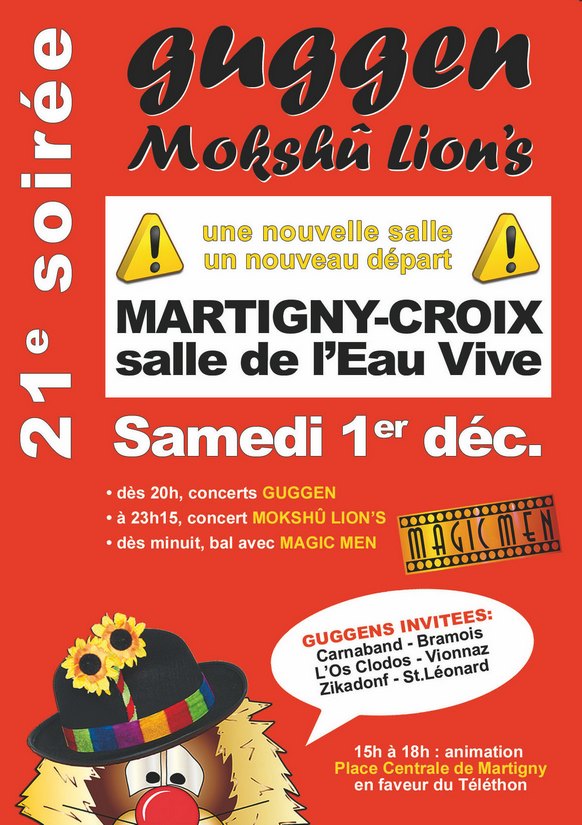 21e soirée
guggen
Mokshû Lion's
une nouvelle salle
un nouveau départ
MARTIGNY-CROIX
salle de l'Eau Vive
Samedi 1er déc.
• dès 20h, concerts GUGGEN
• à 23h15, concert MOKSHÛ LION'S
• dès minuit, bal avec MAGIC MEN
MAGIC MEN
GUGGENS INVITEES:
Carnaband - Bramois
L'Os Clodos - Vionnaz
Zikadonf - St.Léonard
15h à 18h : animation
Place Centrale de Martigny
en faveur du Téléthon